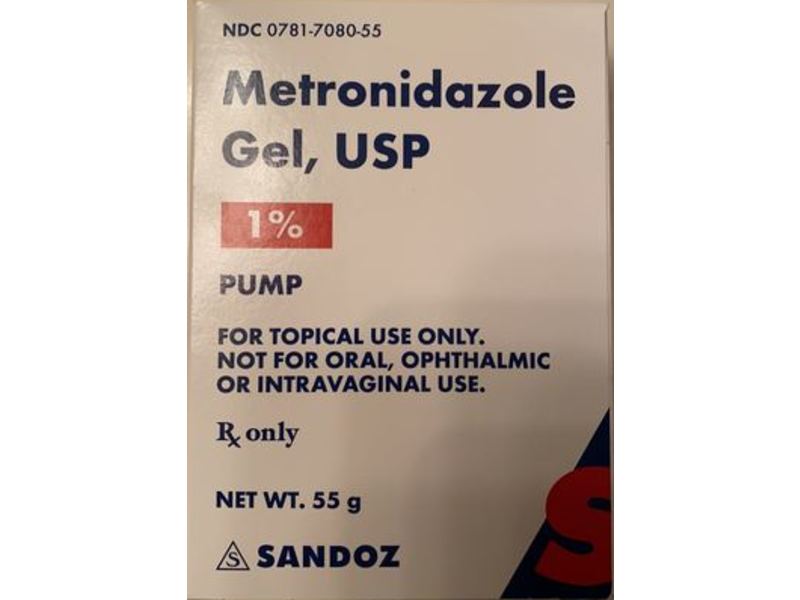 NDC 0781-7080-55
Metronidazole
Gel, USP
1%
PUMP
FOR TOPICAL USE ONLY.
NOT FOR ORAL, OPHTHALMIC
OR INTRAVAGINAL USE.
Rx only
NET WT. 55 g
S SANDOZ
S